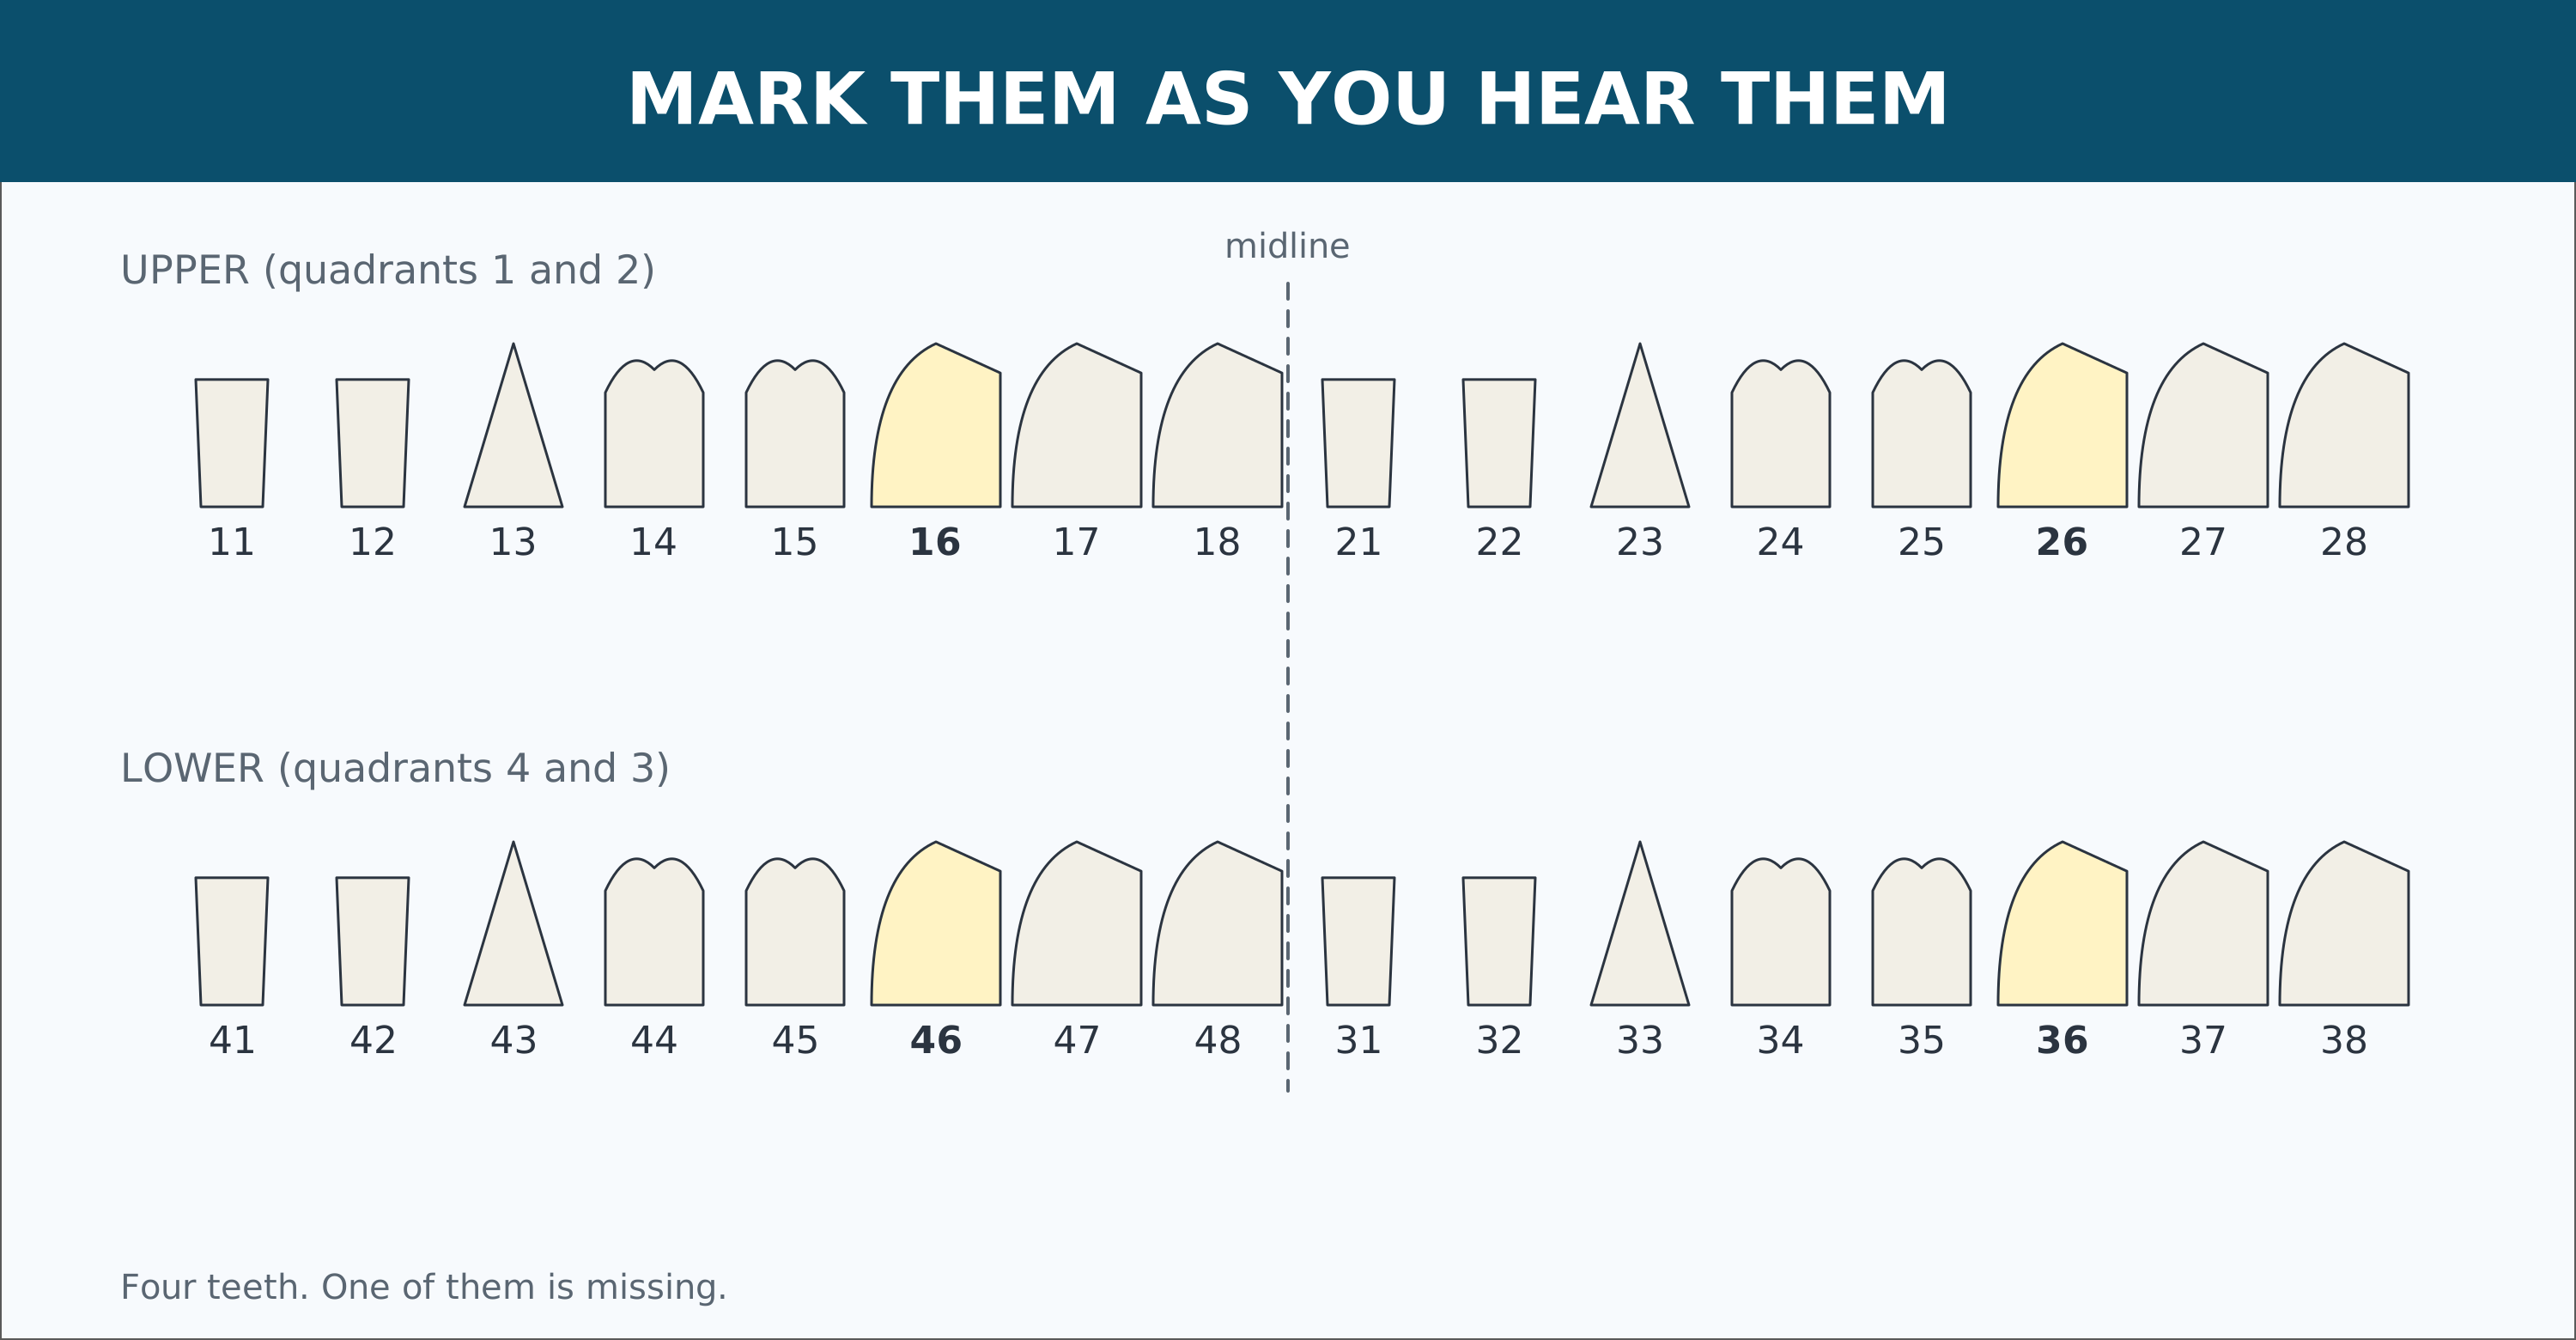 MARK THEM AS YOU HEAR THEM
midline
UPPER (quadrants 1 and 2)
11 12 13 14 15 16 17 18 21 22 23 24 25 26 27 28
LOWER (quadrants 4 and 3)
41 42 43 44 45 46 47 48 31 32 33 34 35 36 37 38
Four teeth. One of them is missing.